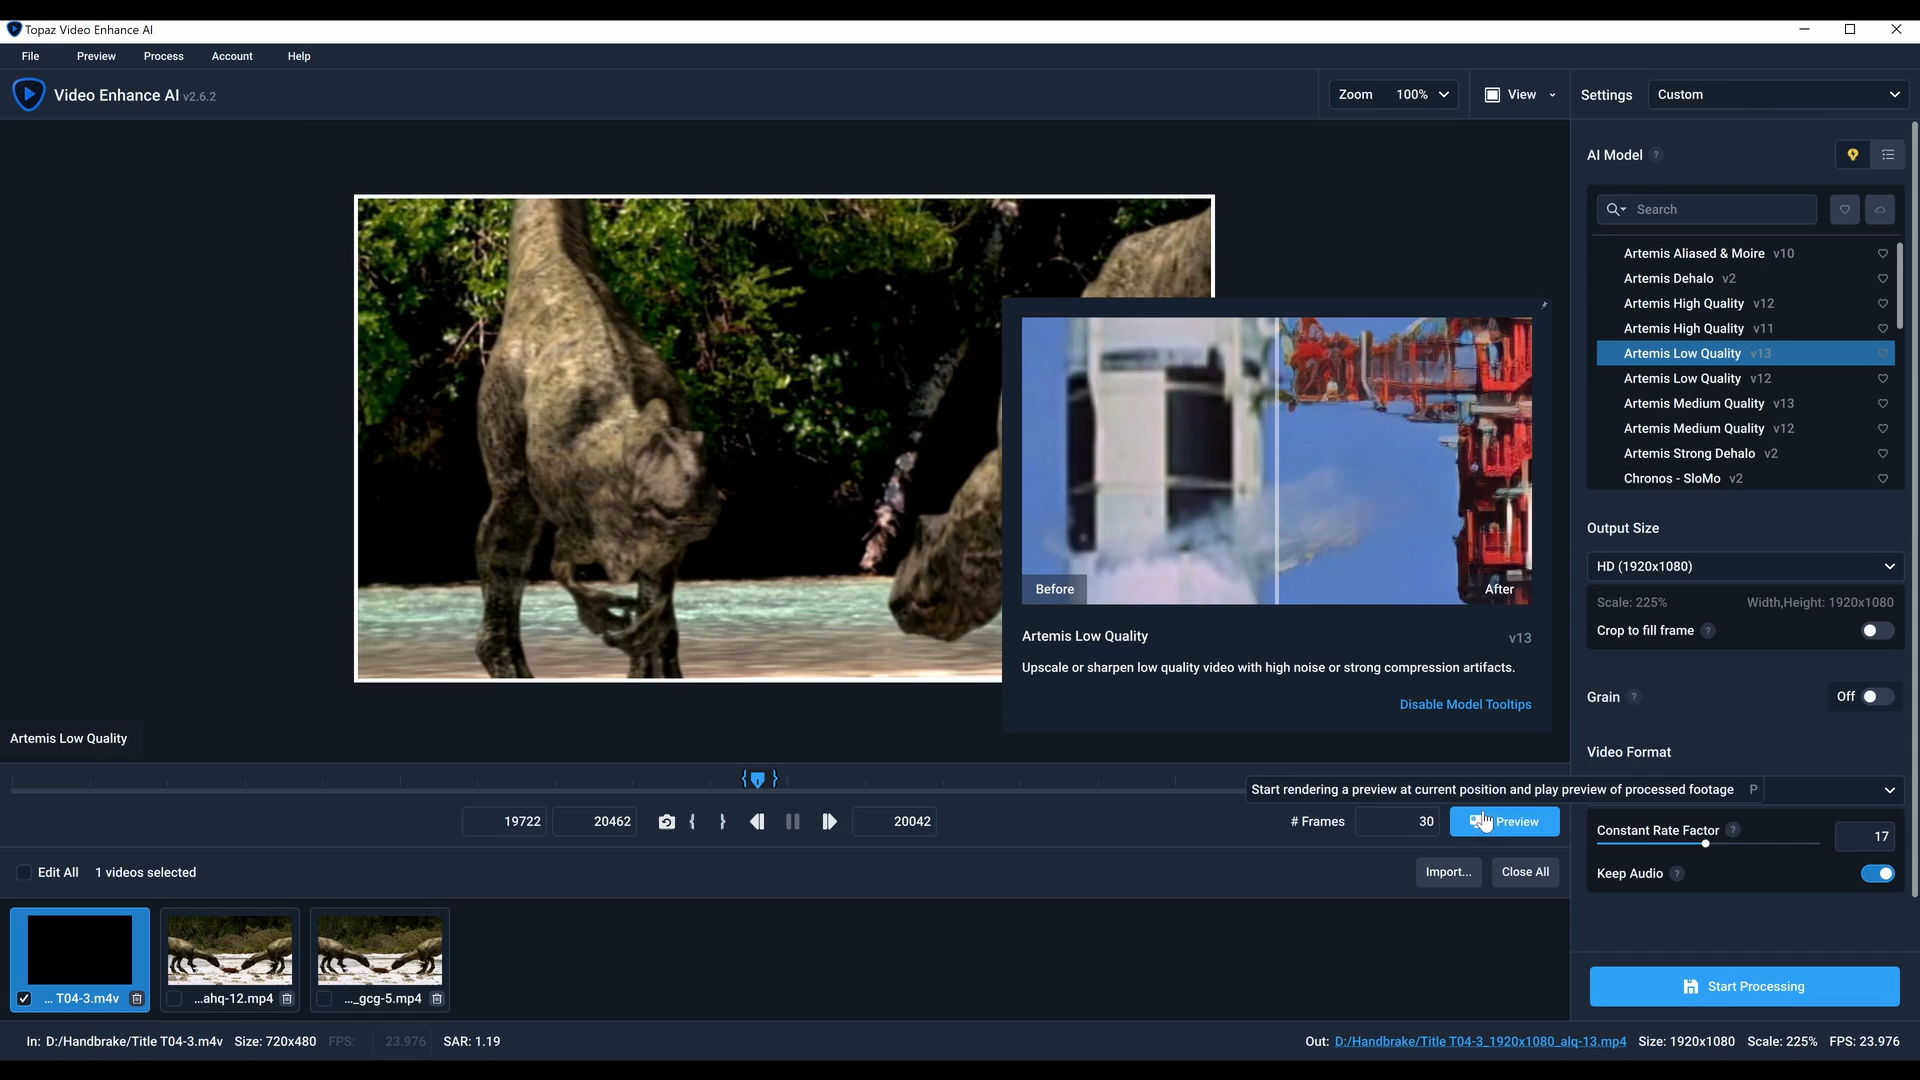 Topaz Video Enhance AI
File Preview Process Account Help
Video Enhance AI v2.6.2
Zoom 100% View Settings Custom
AI Model ?
Search
Artemis Aliased & Moire v10
Artemis Dehalo v2
Artemis High Quality v12
Artemis High Quality v11
Artemis Low Quality v13
Artemis Low Quality v12
Artemis Medium Quality v13
Artemis Medium Quality v12
Artemis Strong Dehalo v2
Chronos - SloMo v2
Before After
Artemis Low Quality v13
Upscale or sharpen low quality video with high noise or strong compression artifacts.
Disable Model Tooltips
Output Size
HD (1920x1080)
Scale: 225% Width,Height: 1920x1080
Crop to fill frame ?
Grain ? Off
Artemis Low Quality
Video Format
Start rendering a preview at current position and play preview of processed footage P
19722 20462 20042 # Frames 30 Preview
Constant Rate Factor ? 17
Keep Audio ?
Edit All 1 videos selected Import... Close All
... T04-3.m4v ...ahq-12.mp4 ..._gcg-5.mp4
Start Processing
In: D:/Handbrake/Title T04-3.m4v Size: 720x480 FPS: 23.976 SAR: 1.19
Out: D:/Handbrake/Title T04-3_1920x1080_alq-13.mp4 Size: 1920x1080 Scale: 225% FPS: 23.976